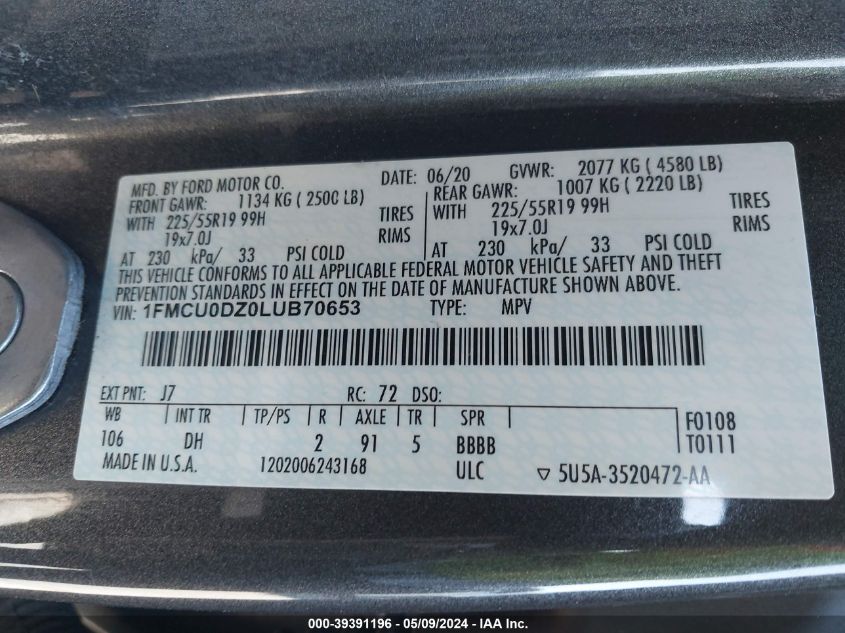 MFD. BY FORD MOTOR CO. DATE: 06/20 GVWR: 2077 KG ( 4580 LB)
FRONT GAWR: 1134 KG ( 2500 LB) REAR GAWR: 1007 KG ( 2220 LB)
WITH 225/55R19 99H TIRES WITH 225/55R19 99H TIRES
19x7.0J RIMS 19x7.0J RIMS
AT 230 kPa/ 33 PSI COLD AT 230 kPa/ 33 PSI COLD
THIS VEHICLE CONFORMS TO ALL APPLICABLE FEDERAL MOTOR VEHICLE SAFETY AND THEFT
PREVENTION STANDARDS IN EFFECT ON THE DATE OF MANUFACTURE SHOWN ABOVE.
VIN: 1FMCU0DZ0LUB70653 TYPE: MPV
EXT PNT: J7 RC: 72 DSO:
WB INT TR TP/PS R AXLE TR SPR F0108
106 DH 2 91 5 BBBB T0111
MADE IN U.S.A. 1202006243168 ULC ▽ 5U5A-3520472-AA
000-39391196 - 05/09/2024 - SEE MORE AT IAAI.COM.